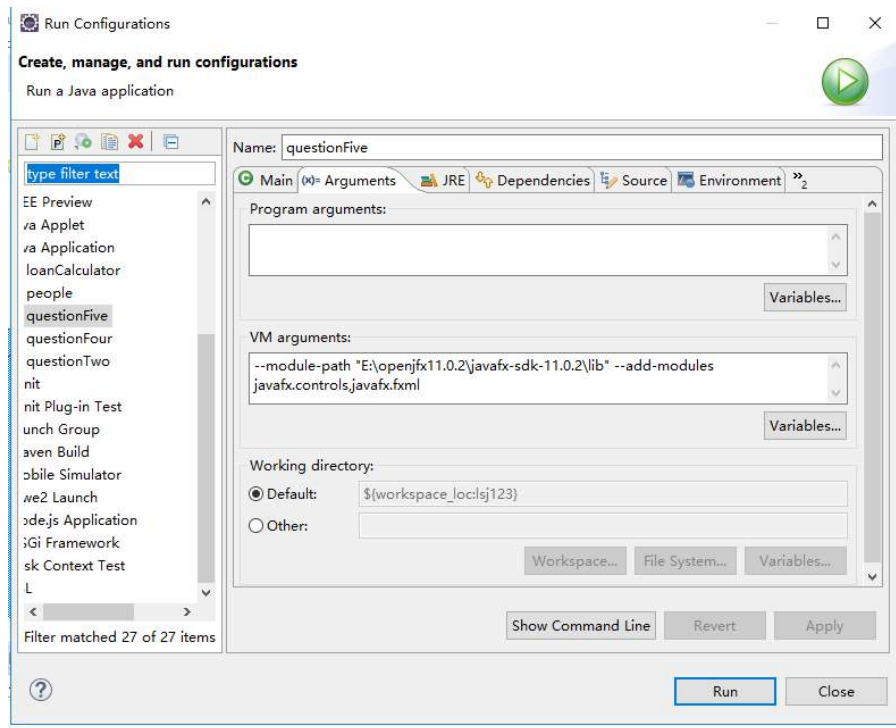 Run Configurations
Create, manage, and run configurations
Run a Java application
type filter text
EE Preview
va Applet
va Application
loanCalculator
people
questionFive
questionFour
questionTwo
nit
nit Plug-in Test
unch Group
aven Build
obile Simulator
we2 Launch
ode.js Application
Gi Framework
sk Context Test
L
Filter matched 27 of 27 items
Name: questionFive
Main (x)= Arguments JRE Dependencies Source Environment »2
Program arguments:
Variables...
VM arguments:
--module-path "E:\openjfx11.0.2\javafx-sdk-11.0.2\lib" --add-modules
javafx.controls,javafx.fxml
Variables...
Working directory:
Default: ${workspace_loc:lsj123}
Other:
Workspace... File System... Variables...
Show Command Line Revert Apply
Run Close